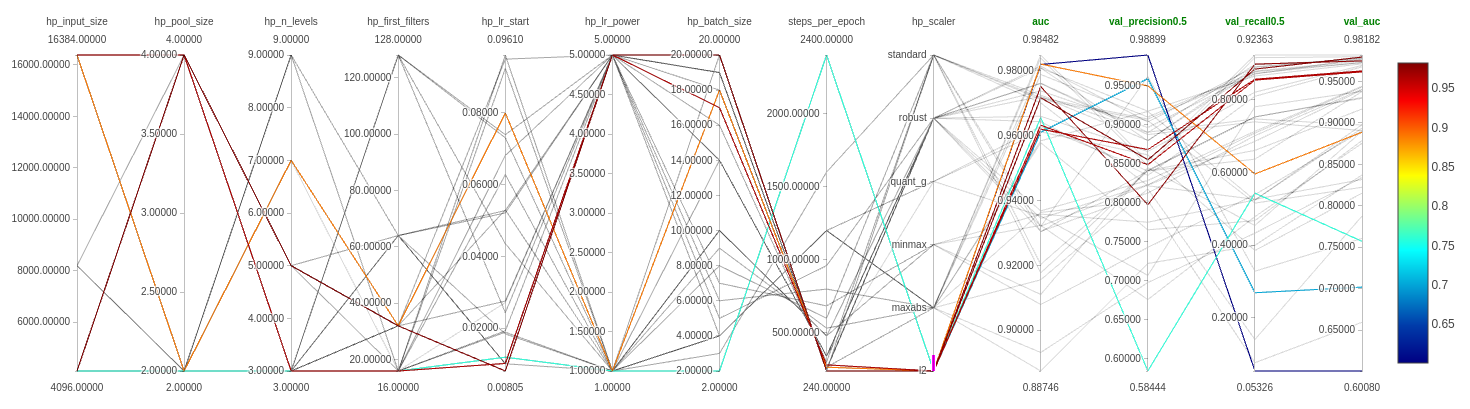 hp_input_size hp_pool_size hp_n_levels hp_first_filters hp_lr_start hp_lr_power hp_batch_size steps_per_epoch hp_scaler auc val_precision0.5 val_recall0.5 val_auc
16384.00000 4.00000 9.00000 128.00000 0.09610 5.00000 20.00000 2400.00000 0.98482 0.98899 0.92363 0.98182
4.00000 9.00000 5.00000 20.00000 standard
16000.00000 120.00000 0.98000 0.95000 0.95000 0.95
18.00000
4.50000 0.80000
8.00000 0.08000 2000.00000 robust 0.90000 0.90000
14000.00000 3.50000 100.00000 16.00000 0.96000 0.9
4.00000
7.00000 14.00000 0.85000 0.85000 0.85
12000.00000 0.60000
80.00000 0.06000 3.50000 1500.00000 quant_g
12.00000 0.94000 0.80000 0.80000 0.8
10000.00000 3.00000 6.00000 3.00000
10.00000
60.00000 0.75000 0.40000 0.75000 0.75
0.04000 2.50000 1000.00000 minmax
8000.00000 5.00000 8.00000 0.92000
0.70000 0.70000 0.7
2.50000 2.00000
40.00000 6.00000 maxabs
6000.00000 4.00000 0.02000 0.65000 0.20000
1.50000 4.00000 500.00000 0.90000 0.65000 0.65
20.00000 0.60000
2.00000 3.00000 1.00000 2.00000 l2
4096.00000 2.00000 3.00000 16.00000 0.00805 1.00000 2.00000 240.00000 0.88746 0.58444 0.05326 0.60080